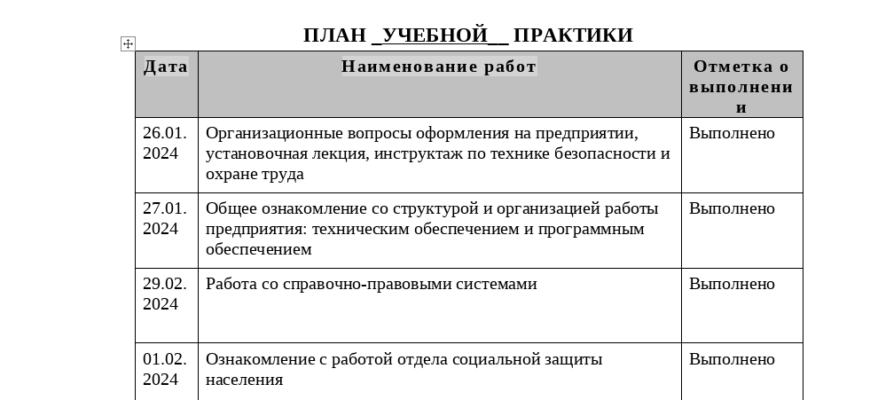 ПЛАН _УЧЕБНОЙ__ ПРАКТИКИ
Дата
Наименование работ
Отметка о
выполнени
и
26.01.
2024
Организационные вопросы оформления на предприятии,
установочная лекция, инструктаж по технике безопасности и
охране труда
Выполнено
27.01.
2024
Общее ознакомление со структурой и организацией работы
предприятия: техническим обеспечением и программным
обеспечением
Выполнено
29.02.
2024
Работа со справочно-правовыми системами
Выполнено
01.02.
2024
Ознакомление с работой отдела социальной защиты
населения
Выполнено